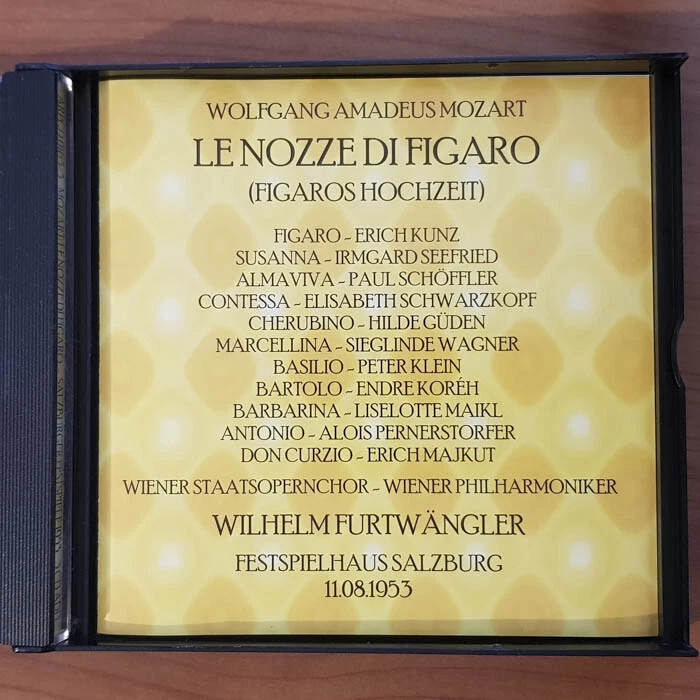 WOLFGANG AMADEUS MOZART
LE NOZZE DI FIGARO
(FIGAROS HOCHZEIT)
FIGARO - ERICH KUNZ
SUSANNA - IRMGARD SEEFRIED
ALMAVIVA - PAUL SCHÖFFLER
CONTESSA - ELISABETH SCHWARZKOPF
CHERUBINO - HILDE GÜDEN
MARCELLINA - SIEGLINDE WAGNER
BASILIO - PETER KLEIN
BARTOLO - ENDRE KORÉH
BARBARINA - LISELOTTE MAIKL
ANTONIO - ALOIS PERNERSTORFER
DON CURZIO - ERICH MAJKUT
WIENER STAATSOPERNCHOR - WIENER PHILHARMONIKER
WILHELM FURTWÄNGLER
FESTSPIELHAUS SALZBURG
11.08.1953